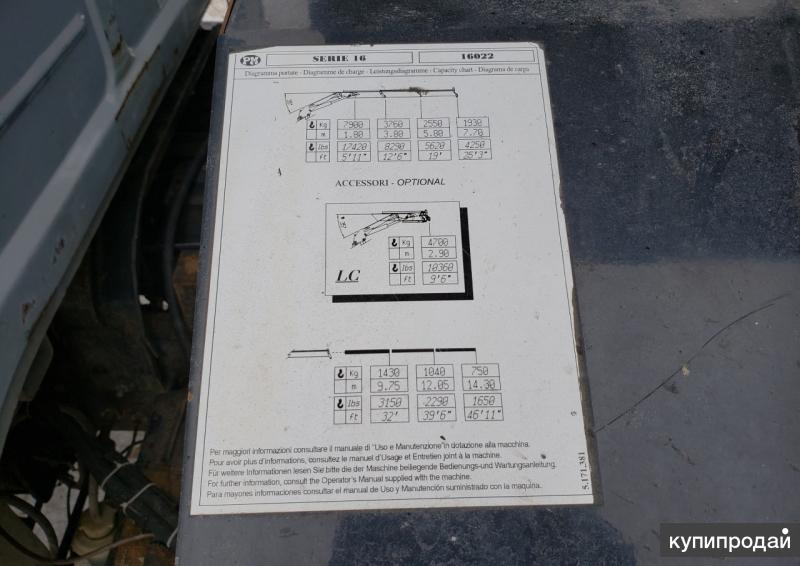 PM SERIE 16 16022
Diagramma portate - Diagramme de charge - Leistungsdiagramme - Capacity chart - Diagrama de carga
Kg 7900 3760 2550 1930
m 1.80 3.80 5.80 7.70
lbs 17420 8290 5620 4250
ft 5'11" 12'6" 19' 25'3"
ACCESSORI - OPTIONAL
Kg 4700
m 2.90
lbs 10360
ft 9'6"
LC
Kg 1430 1040 750
m 9.75 12.05 14.30
lbs 3150 2290 1650
ft 32' 39'6" 46'11"
Per maggiori informazioni consultare il manuale di "Uso e Manutenzione" in dotazione alla macchina.
Pour avoir plus d'informations, consultez le manuel d'Usage et Entretien joint à la machine.
Für weitere Informationen lesen Sie bitte die der Maschine beiliegende Bedienungs-und Wartungsanleitung.
For further information, consult the Operator's Manual supplied with the machine.
Para mayores informaciones consultar el manual de Uso y Manutención suministrado con la maquina.
5.171.381
купипродай